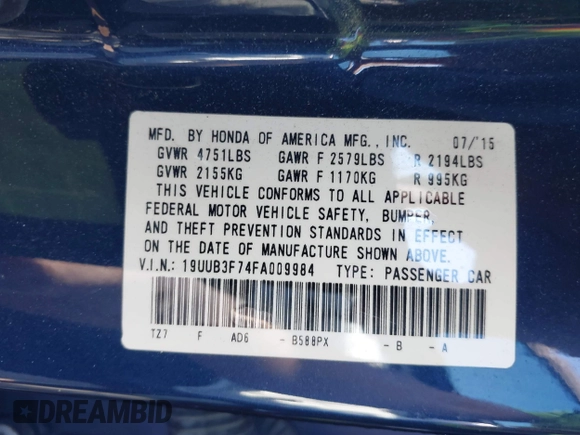 MFD. BY HONDA OF AMERICA MFG., INC. 07/'15
GVWR 4751LBS GAWR F 2579LBS R 2194LBS
GVWR 2155KG GAWR F 1170KG R 995KG
THIS VEHICLE CONFORMS TO ALL APPLICABLE
FEDERAL MOTOR VEHICLE SAFETY, BUMPER,
AND THEFT PREVENTION STANDARDS IN EFFECT
ON THE DATE OF MANUFACTURE SHOWN ABOVE.
V.I.N.: 19UUB3F74FA009984 TYPE: PASSENGER CAR
TZ7 F AD6 - B588PX - B - A
DREAMBID